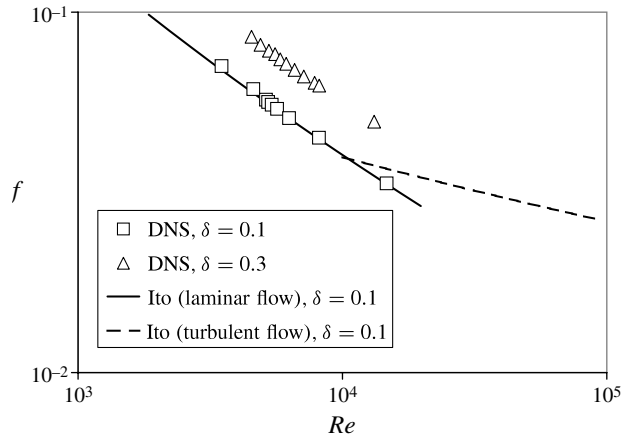 10⁻¹
f
DNS, δ = 0.1
DNS, δ = 0.3
Ito (laminar flow), δ = 0.1
Ito (turbulent flow), δ = 0.1
10⁻²
10³ 10⁴ 10⁵
Re